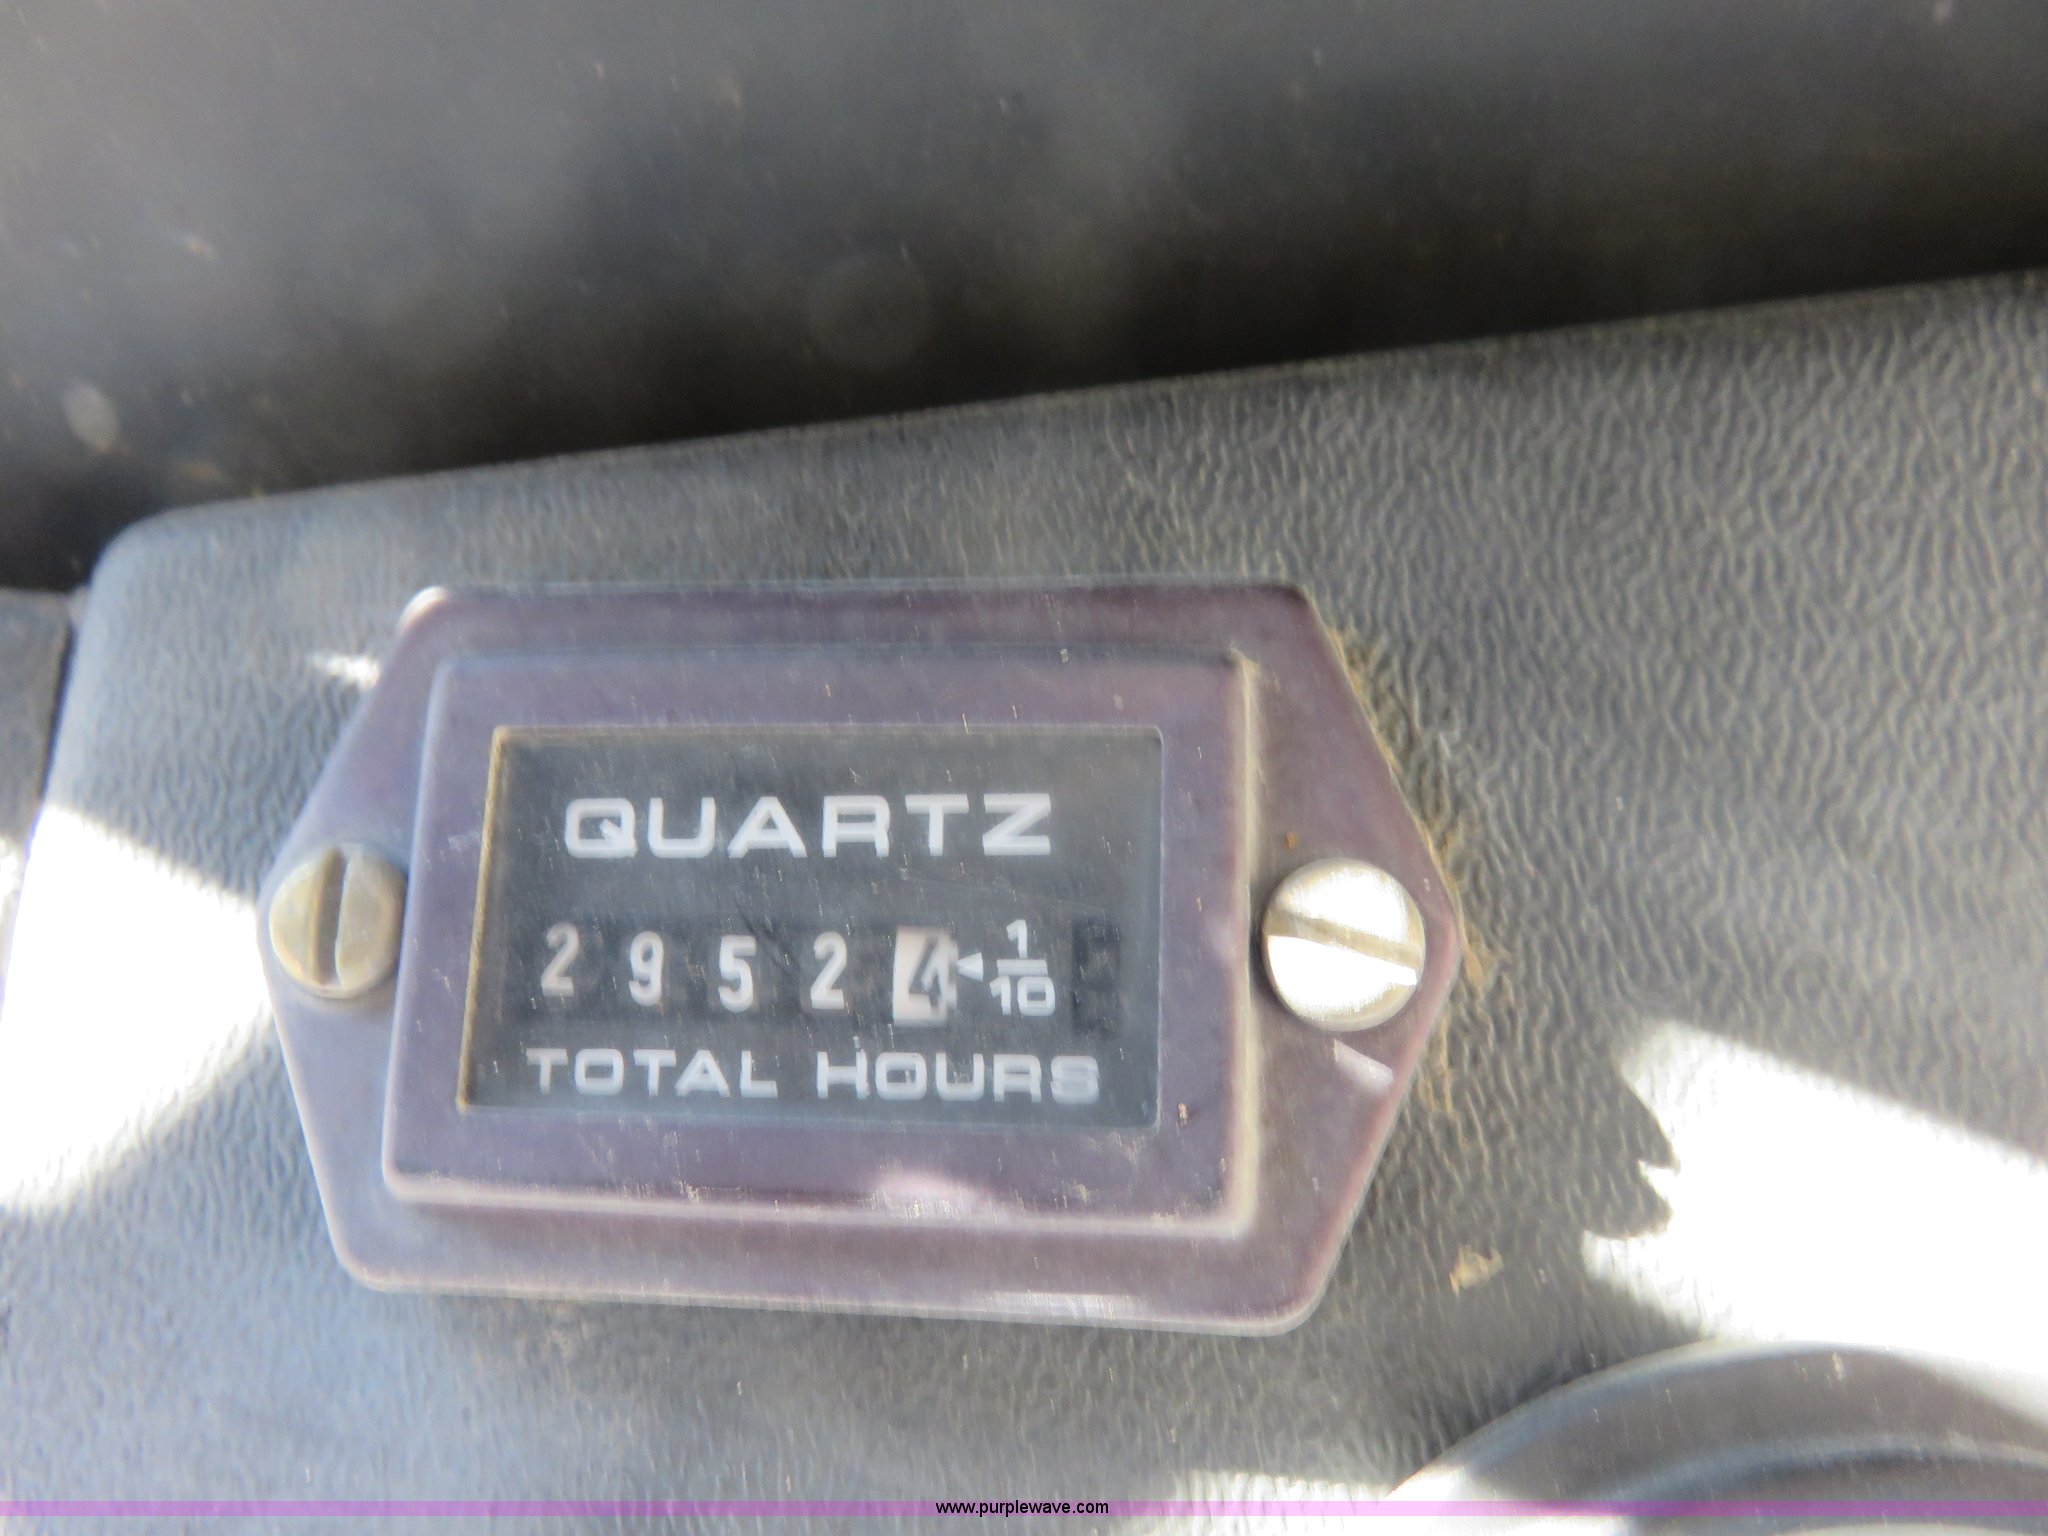 QUARTZ
2 9 5 2 4 1/10
TOTAL HOURS
www.purplewave.com